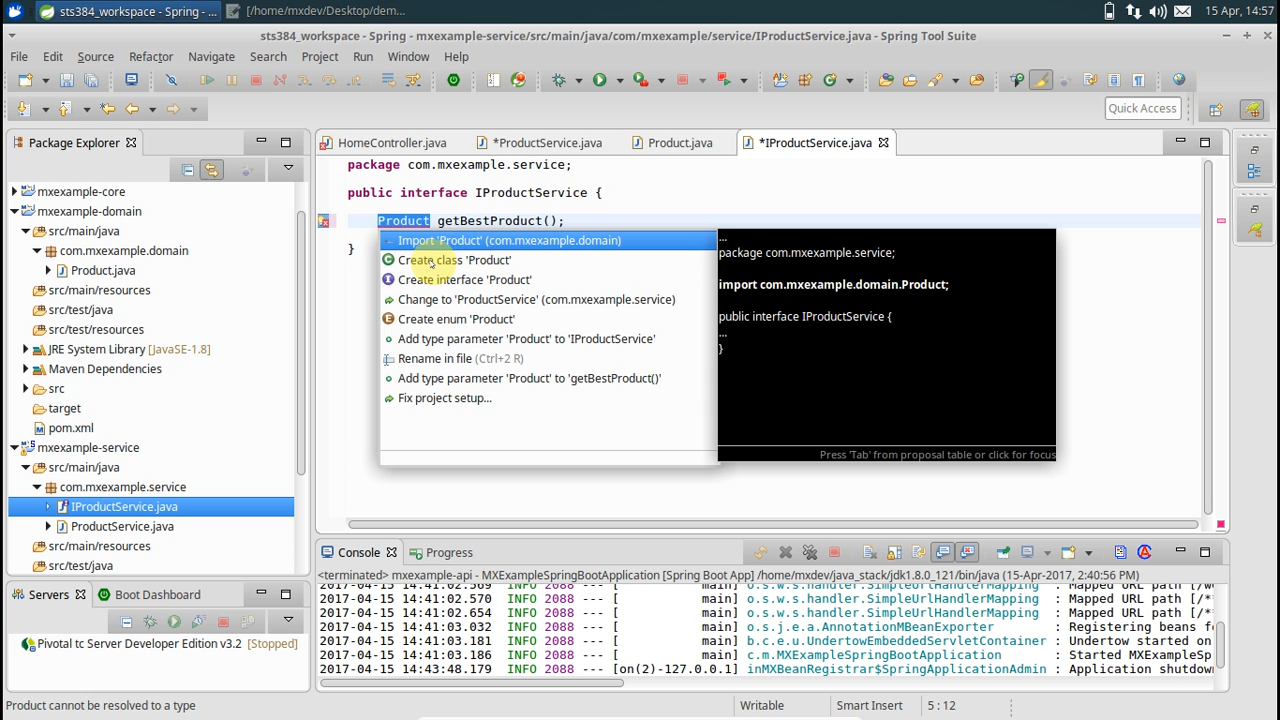 sts384_workspace - Spring - ...
[/home/mxdev/Desktop/dem...
15 Apr, 14:57
sts384_workspace - Spring - mxexample-service/src/main/java/com/mxexample/service/IProductService.java - Spring Tool Suite
File Edit Source Refactor Navigate Search Project Run Window Help
Quick Access
Package Explorer
mxexample-core
mxexample-domain
src/main/java
com.mxexample.domain
Product.java
src/main/resources
src/test/java
src/test/resources
JRE System Library [JavaSE-1.8]
Maven Dependencies
src
target
pom.xml
mxexample-service
src/main/java
com.mxexample.service
IProductService.java
ProductService.java
src/main/resources
src/test/java
HomeController.java
*ProductService.java
Product.java
*IProductService.java
package com.mxexample.service;
public interface IProductService {
Product getBestProduct();
}
Import 'Product' (com.mxexample.domain)
Create class 'Product'
Create interface 'Product'
Change to 'ProductService' (com.mxexample.service)
Create enum 'Product'
Add type parameter 'Product' to 'IProductService'
Rename in file (Ctrl+2 R)
Add type parameter 'Product' to 'getBestProduct()'
Fix project setup...
...
package com.mxexample.service;
import com.mxexample.domain.Product;
public interface IProductService {
...
}
Press 'Tab' from proposal table or click for focus
Servers
Boot Dashboard
Pivotal tc Server Developer Edition v3.2 [Stopped]
Console
Progress
<terminated> mxexample-api - MXExampleSpringBootApplication [Spring Boot App] /home/mxdev/java_stack/jdk1.8.0_121/bin/java (15-Apr-2017, 2:40:56 PM)
2017-04-15 14:41:02.369 INFO 2088 --- [ main] o.s.w.s.handler.SimpleUrlHandlerMapping : Mapped URL path [/w
2017-04-15 14:41:02.570 INFO 2088 --- [ main] o.s.w.s.handler.SimpleUrlHandlerMapping : Mapped URL path [/*
2017-04-15 14:41:02.654 INFO 2088 --- [ main] o.s.w.s.handler.SimpleUrlHandlerMapping : Mapped URL path [/*
2017-04-15 14:41:03.032 INFO 2088 --- [ main] o.s.j.e.a.AnnotationMBeanExporter : Registering beans f
2017-04-15 14:41:03.181 INFO 2088 --- [ main] b.c.e.u.UndertowEmbeddedServletContainer : Undertow started on
2017-04-15 14:41:03.186 INFO 2088 --- [ main] c.m.MXExampleSpringBootApplication : Started MXExampleSp
2017-04-15 14:43:48.179 INFO 2088 --- [on(2)-127.0.0.1] inMXBeanRegistrar$SpringApplicationAdmin : Application shutdow
Product cannot be resolved to a type
Writable
Smart Insert
5 : 12